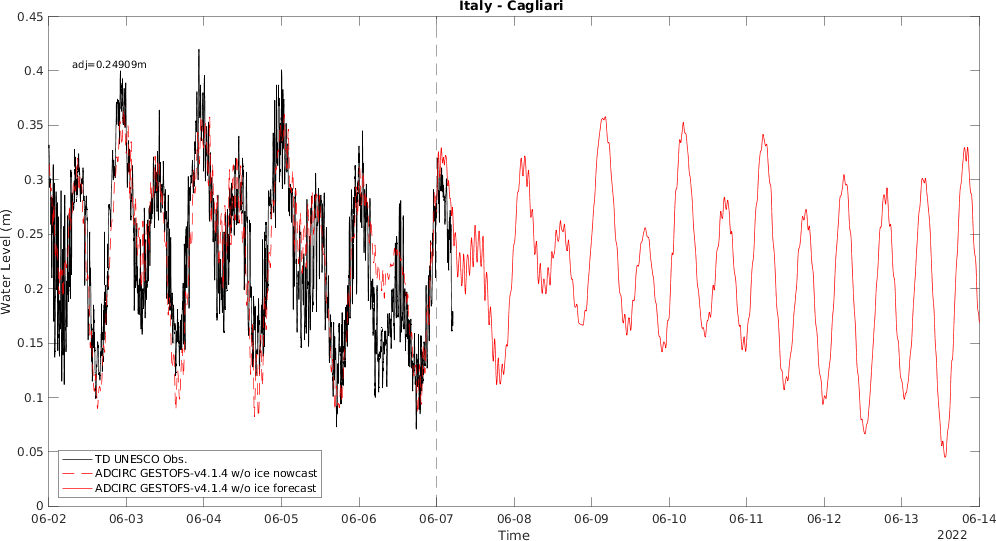 Italy - Cagliari
0.45
0.4
0.35
0.3
0.25
0.2
0.15
0.1
0.05
0
Water Level (m)
adj=0.24909m
TD UNESCO Obs.
ADCIRC GESTOFS-v4.1.4 w/o ice nowcast
ADCIRC GESTOFS-v4.1.4 w/o ice forecast
06-02 06-03 06-04 06-05 06-06 06-07 06-08 06-09 06-10 06-11 06-12 06-13 06-14
Time
2022